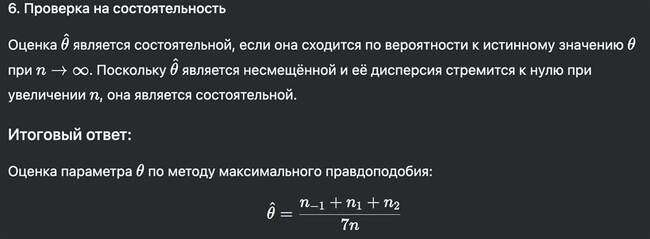 6. Проверка на состоятельность
Оценка θ̂ является состоятельной, если она сходится по вероятности к истинному значению θ
при n → ∞. Поскольку θ̂ является несмещённой и её дисперсия стремится к нулю при
увеличении n, она является состоятельной.
Итоговый ответ:
Оценка параметра θ по методу максимального правдоподобия:
θ̂ = (n₋₁ + n₁ + n₂) / 7n